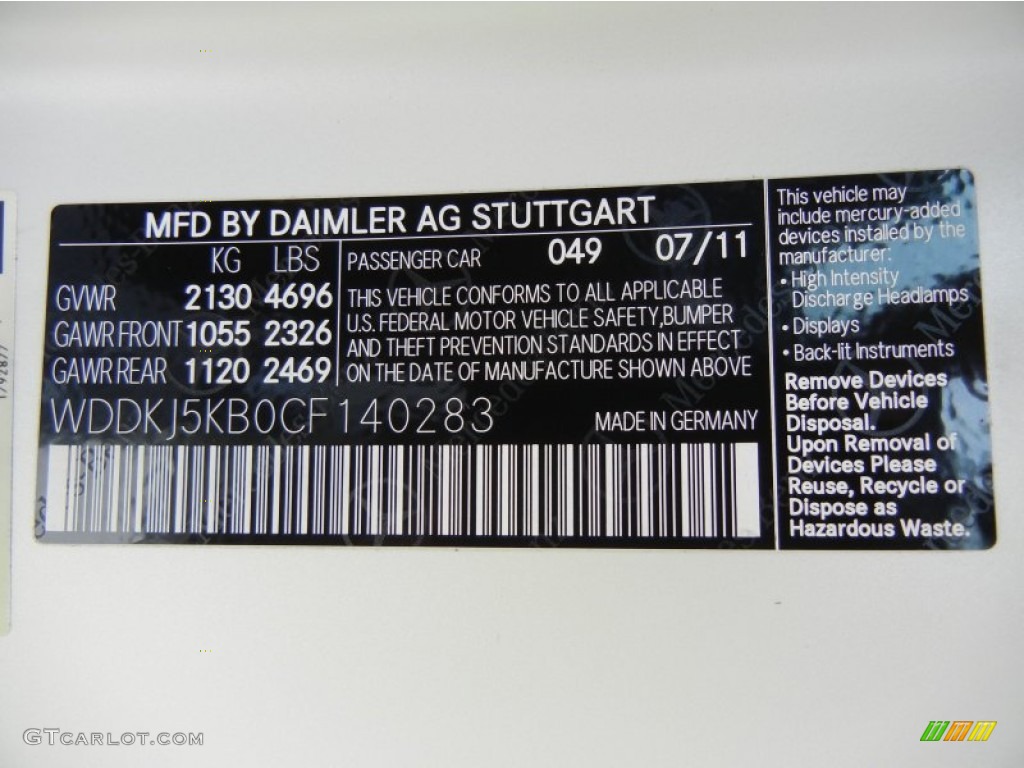 MFD BY DAIMLER AG STUTTGART
KG LBS
GVWR 2130 4696
GAWR FRONT 1055 2326
GAWR REAR 1120 2469
PASSENGER CAR 049 07/11
THIS VEHICLE CONFORMS TO ALL APPLICABLE
U.S. FEDERAL MOTOR VEHICLE SAFETY,BUMPER
AND THEFT PREVENTION STANDARDS IN EFFECT
ON THE DATE OF MANUFACTURE SHOWN ABOVE
WDDKJ5KB0CF140283
MADE IN GERMANY
This vehicle may
include mercury-added
devices installed by the
manufacturer:
• High Intensity
Discharge Headlamps
• Displays
• Back-lit Instruments
Remove Devices
Before Vehicle
Disposal.
Upon Removal of
Devices Please
Reuse, Recycle or
Dispose as
Hazardous Waste.
GTCARLOT.COM